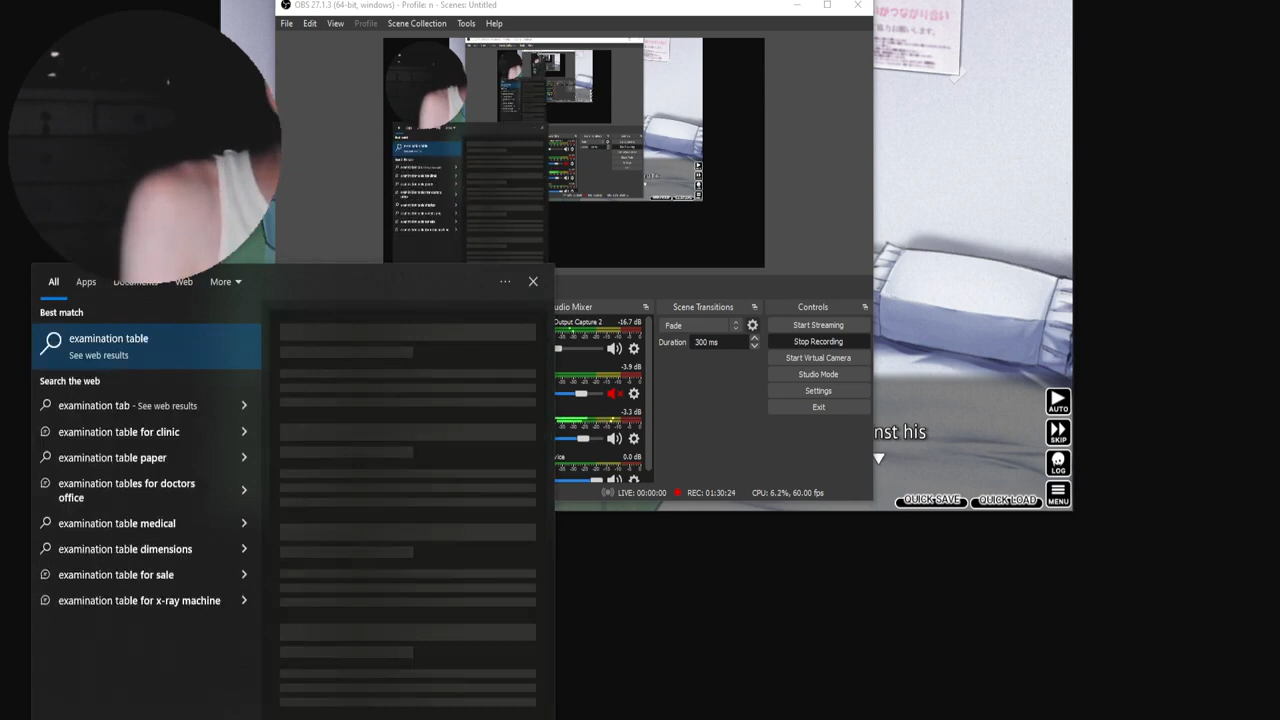 OBS 27.1.3 (64-bit, windows) - Profile: n - Scenes: Untitled
File Edit View Profile Scene Collection Tools Help
All Apps Documents Web More
Best match
examination table
See web results
Search the web
examination tab - See web results
examination table for clinic
examination table paper
examination tables for doctors
office
examination table medical
examination table dimensions
examination table for sale
examination table for x-ray machine
Scene Transitions
Controls
Output Capture 2
-16.7 dB
-3.9 dB
-3.3 dB
0.0 dB
Fade
Duration 300 ms
Start Streaming
Stop Recording
Start Virtual Camera
Studio Mode
Settings
Exit
LIVE: 00:00:00 REC: 01:30:24 CPU: 6.2%, 60.00 fps
his
AUTO
SKIP
LOG
MENU
QUICK SAVE QUICK LOAD